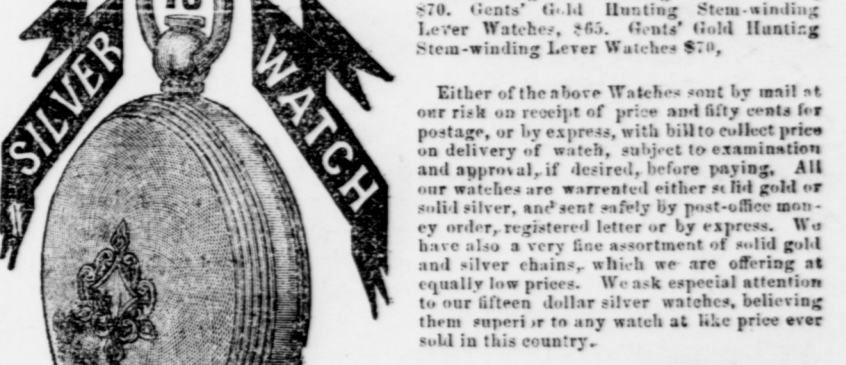 SILVER
WATCH
$70. Gents' Gold Hunting Stem-winding
Lever Watches, $65. Gents' Gold Hunting
Stem-winding Lever Watches $70,
Either of the above Watches sent by mail at
our risk on receipt of price and fifty cents for
postage, or by express, with bill to collect price
on delivery of watch, subject to examination
and approval, if desired, before paying. All
our watches are warrented either solid gold or
solid silver, and sent safely by post-office mon-
ey order, registered letter or by express. We
have also a very fine assortment of solid gold
and silver chains, which we are offering at
equally low prices. We ask especial attention
to our fifteen dollar silver watches, believing
them superior to any watch at like price ever
sold in this country.